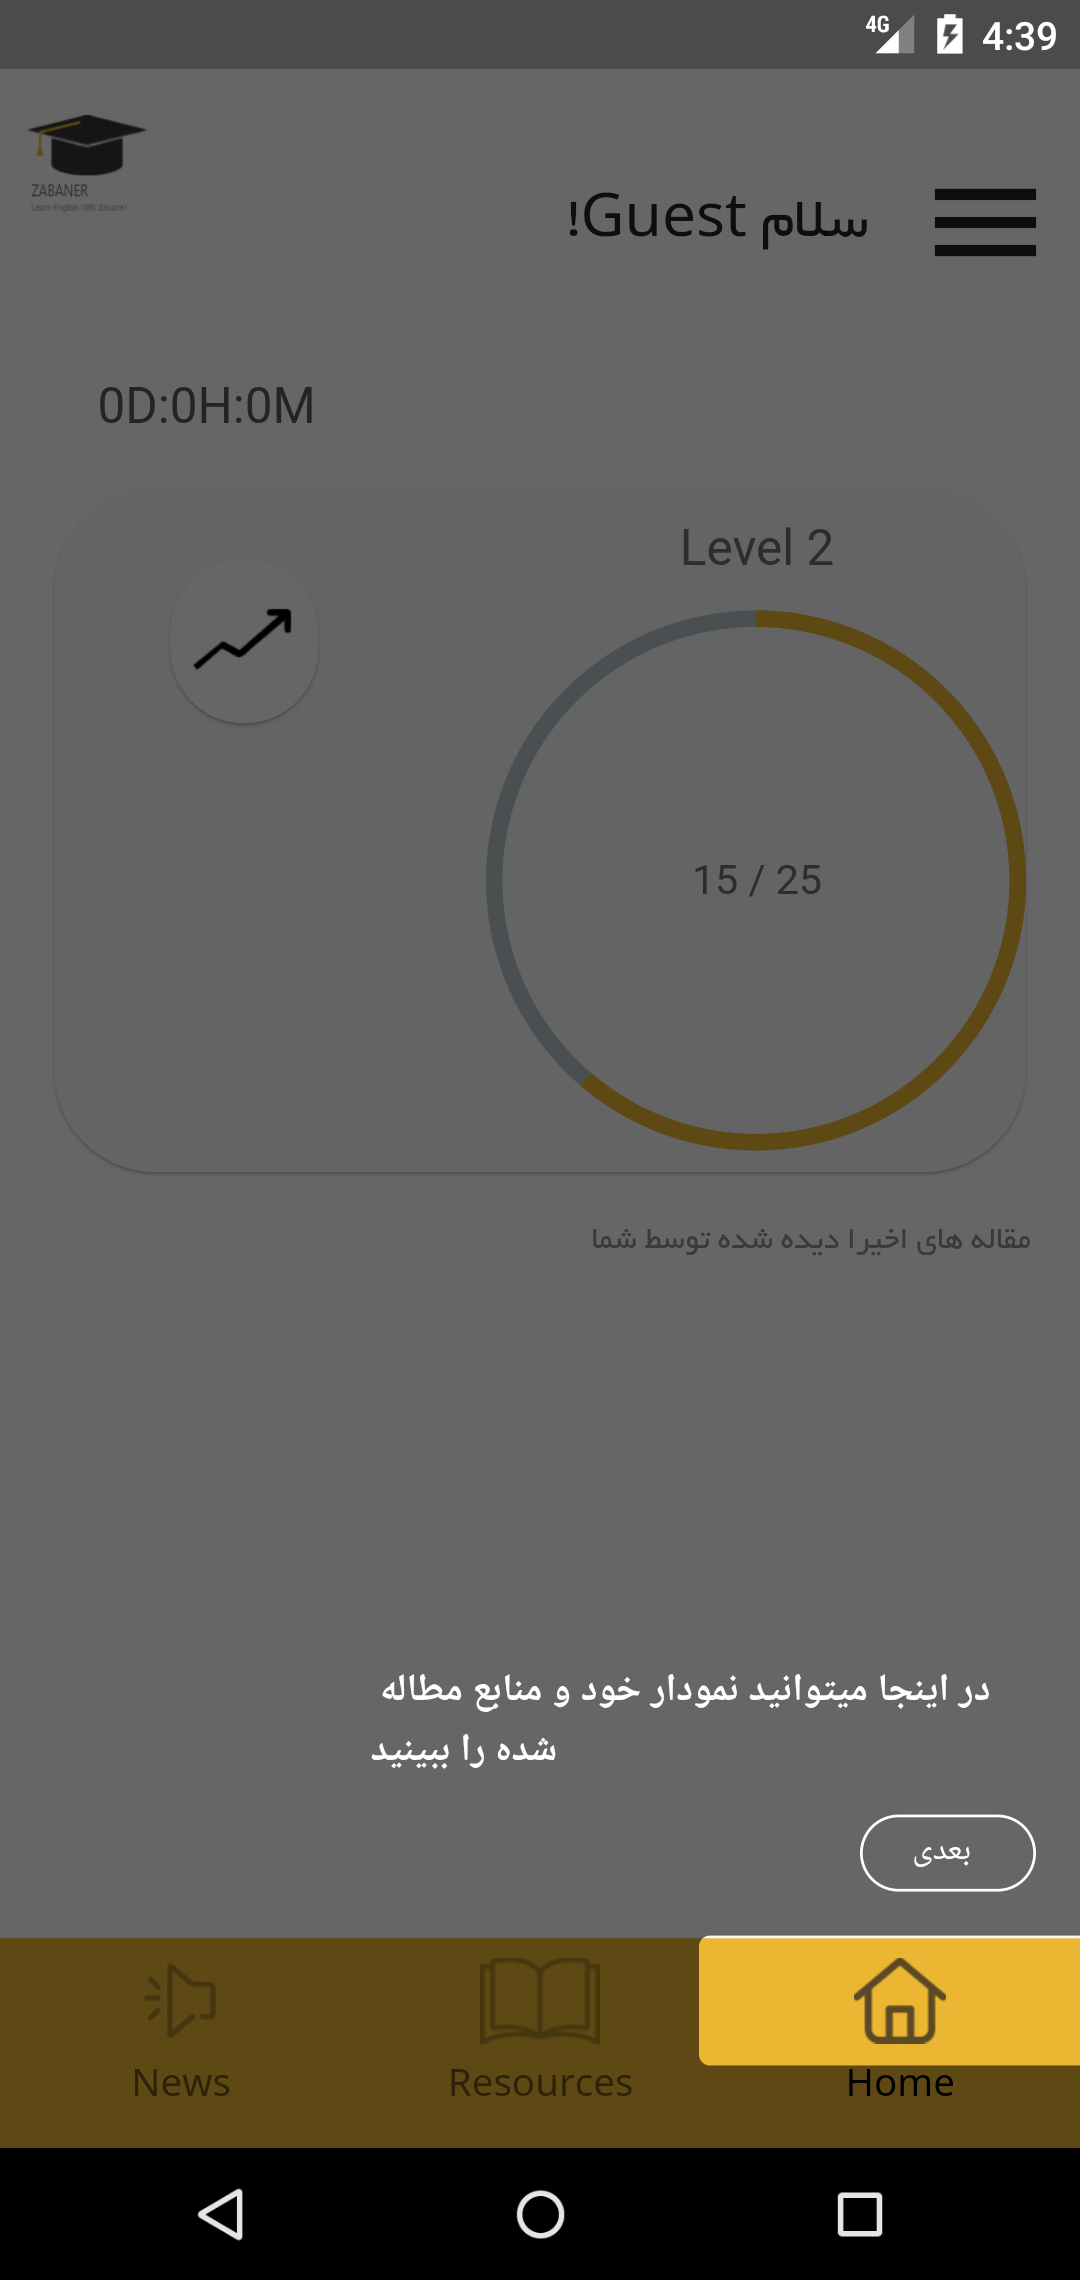 4G 4:39
ZABANER
Learn English With Zabaner
سلام Guest!
0D:0H:0M
Level 2
15 / 25
مقاله های اخیرا دیده شده توسط شما
در اینجا میتوانید نمودار خود و منابع مطاله
شده را ببینید
بعدی
News
Resources
Home